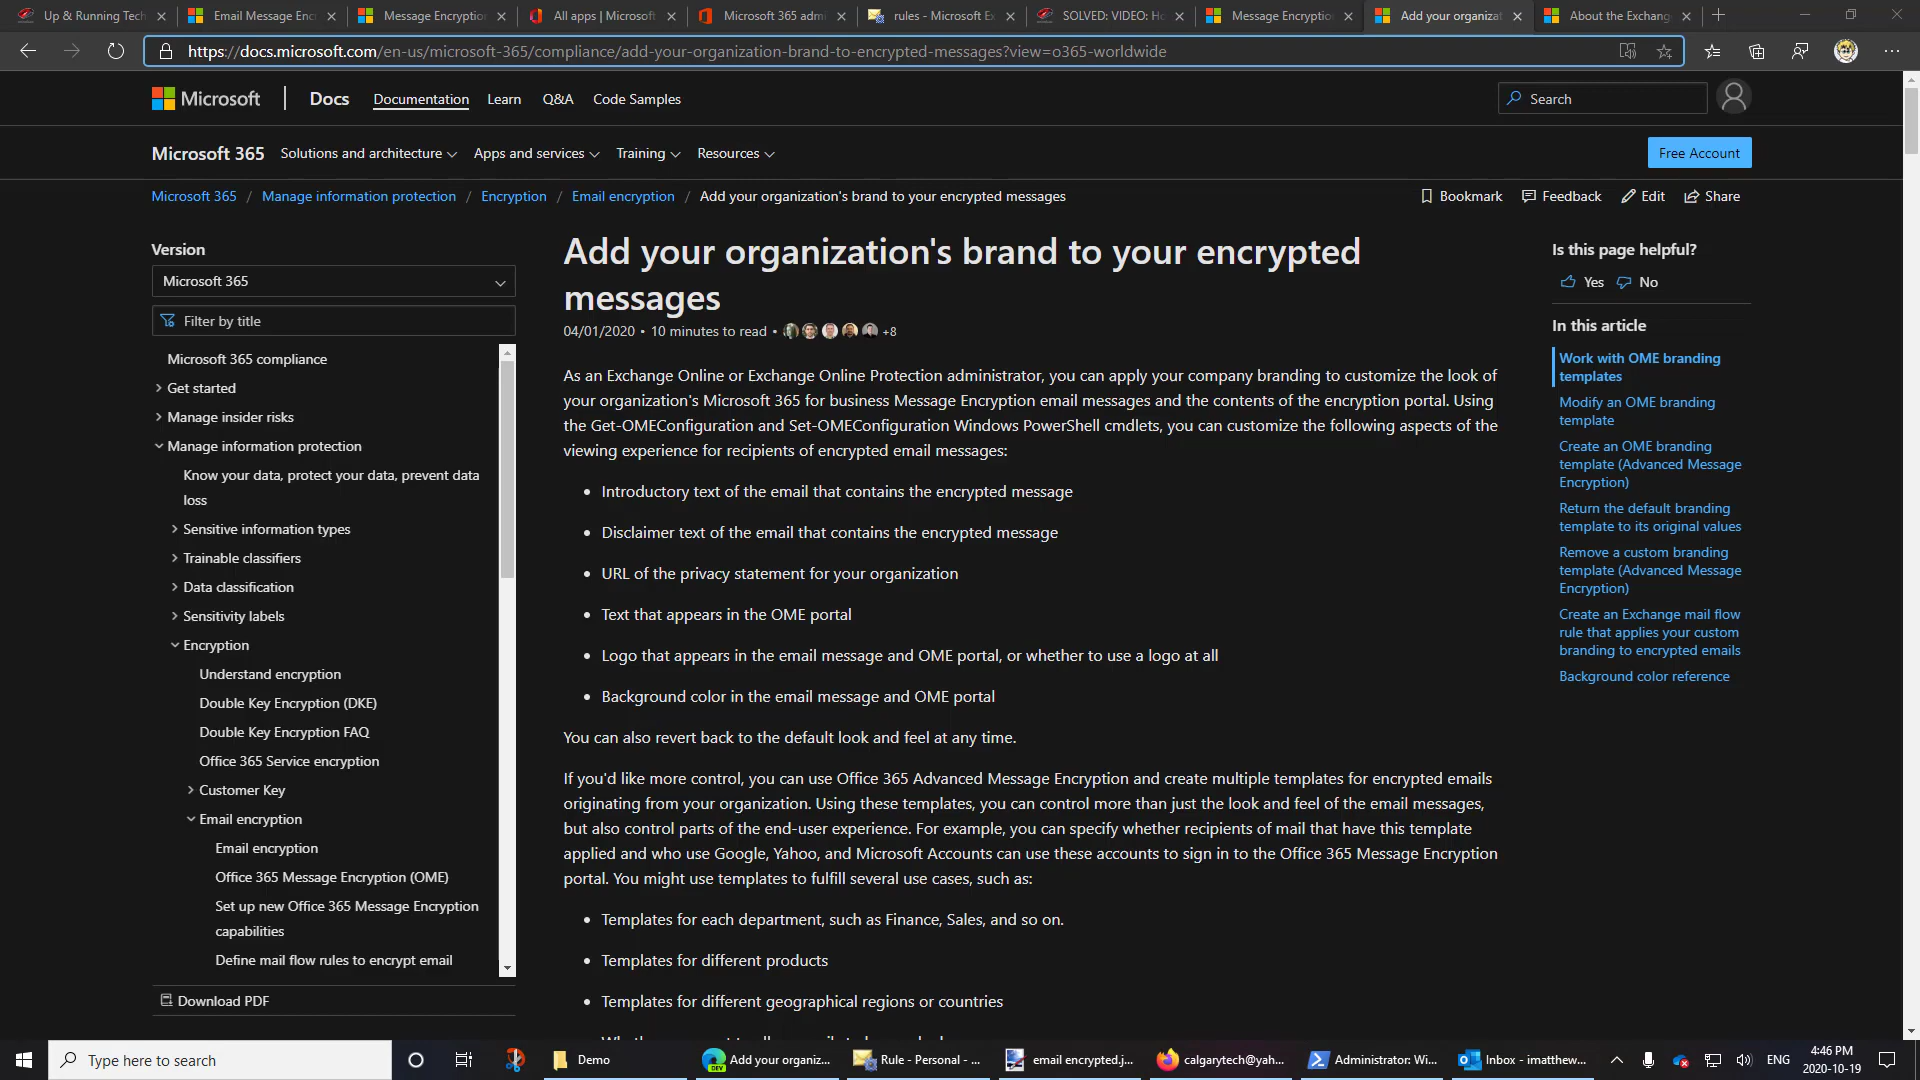 Up & Running Tech
Email Message Enc
Message Encryptio
All apps | Microsoft
Microsoft 365 adm
rules - Microsoft Ex
SOLVED: VIDEO: Ho
Message Encryptio
Add your organizat
About the Exchang
https://docs.microsoft.com/en-us/microsoft-365/compliance/add-your-organization-brand-to-encrypted-messages?view=o365-worldwide
Microsoft
Docs
Documentation
Learn
Q&A
Code Samples
Search
Microsoft 365
Solutions and architecture
Apps and services
Training
Resources
Free Account
Microsoft 365 / Manage information protection / Encryption / Email encryption / Add your organization's brand to your encrypted messages
Bookmark
Feedback
Edit
Share
Version
Microsoft 365
Filter by title
Microsoft 365 compliance
Get started
Manage insider risks
Manage information protection
Know your data, protect your data, prevent data
loss
Sensitive information types
Trainable classifiers
Data classification
Sensitivity labels
Encryption
Understand encryption
Double Key Encryption (DKE)
Double Key Encryption FAQ
Office 365 Service encryption
Customer Key
Email encryption
Email encryption
Office 365 Message Encryption (OME)
Set up new Office 365 Message Encryption
capabilities
Define mail flow rules to encrypt email
Download PDF
Add your organization's brand to your encrypted
messages
04/01/2020 • 10 minutes to read • +8
As an Exchange Online or Exchange Online Protection administrator, you can apply your company branding to customize the look of
your organization's Microsoft 365 for business Message Encryption email messages and the contents of the encryption portal. Using
the Get-OMEConfiguration and Set-OMEConfiguration Windows PowerShell cmdlets, you can customize the following aspects of the
viewing experience for recipients of encrypted email messages:
• Introductory text of the email that contains the encrypted message
• Disclaimer text of the email that contains the encrypted message
• URL of the privacy statement for your organization
• Text that appears in the OME portal
• Logo that appears in the email message and OME portal, or whether to use a logo at all
• Background color in the email message and OME portal
You can also revert back to the default look and feel at any time.
If you'd like more control, you can use Office 365 Advanced Message Encryption and create multiple templates for encrypted emails
originating from your organization. Using these templates, you can control more than just the look and feel of the email messages,
but also control parts of the end-user experience. For example, you can specify whether recipients of mail that have this template
applied and who use Google, Yahoo, and Microsoft Accounts can use these accounts to sign in to the Office 365 Message Encryption
portal. You might use templates to fulfill several use cases, such as:
• Templates for each department, such as Finance, Sales, and so on.
• Templates for different products
• Templates for different geographical regions or countries
Is this page helpful?
Yes
No
In this article
Work with OME branding
templates
Modify an OME branding
template
Create an OME branding
template (Advanced Message
Encryption)
Return the default branding
template to its original values
Remove a custom branding
template (Advanced Message
Encryption)
Create an Exchange mail flow
rule that applies your custom
branding to encrypted emails
Background color reference
Type here to search
Demo
Add your organiz...
Rule - Personal - ...
email encrypted.j...
calgarytech@yah...
Administrator: Wi...
Inbox - imatthew...
ENG
4:46 PM
2020-10-19